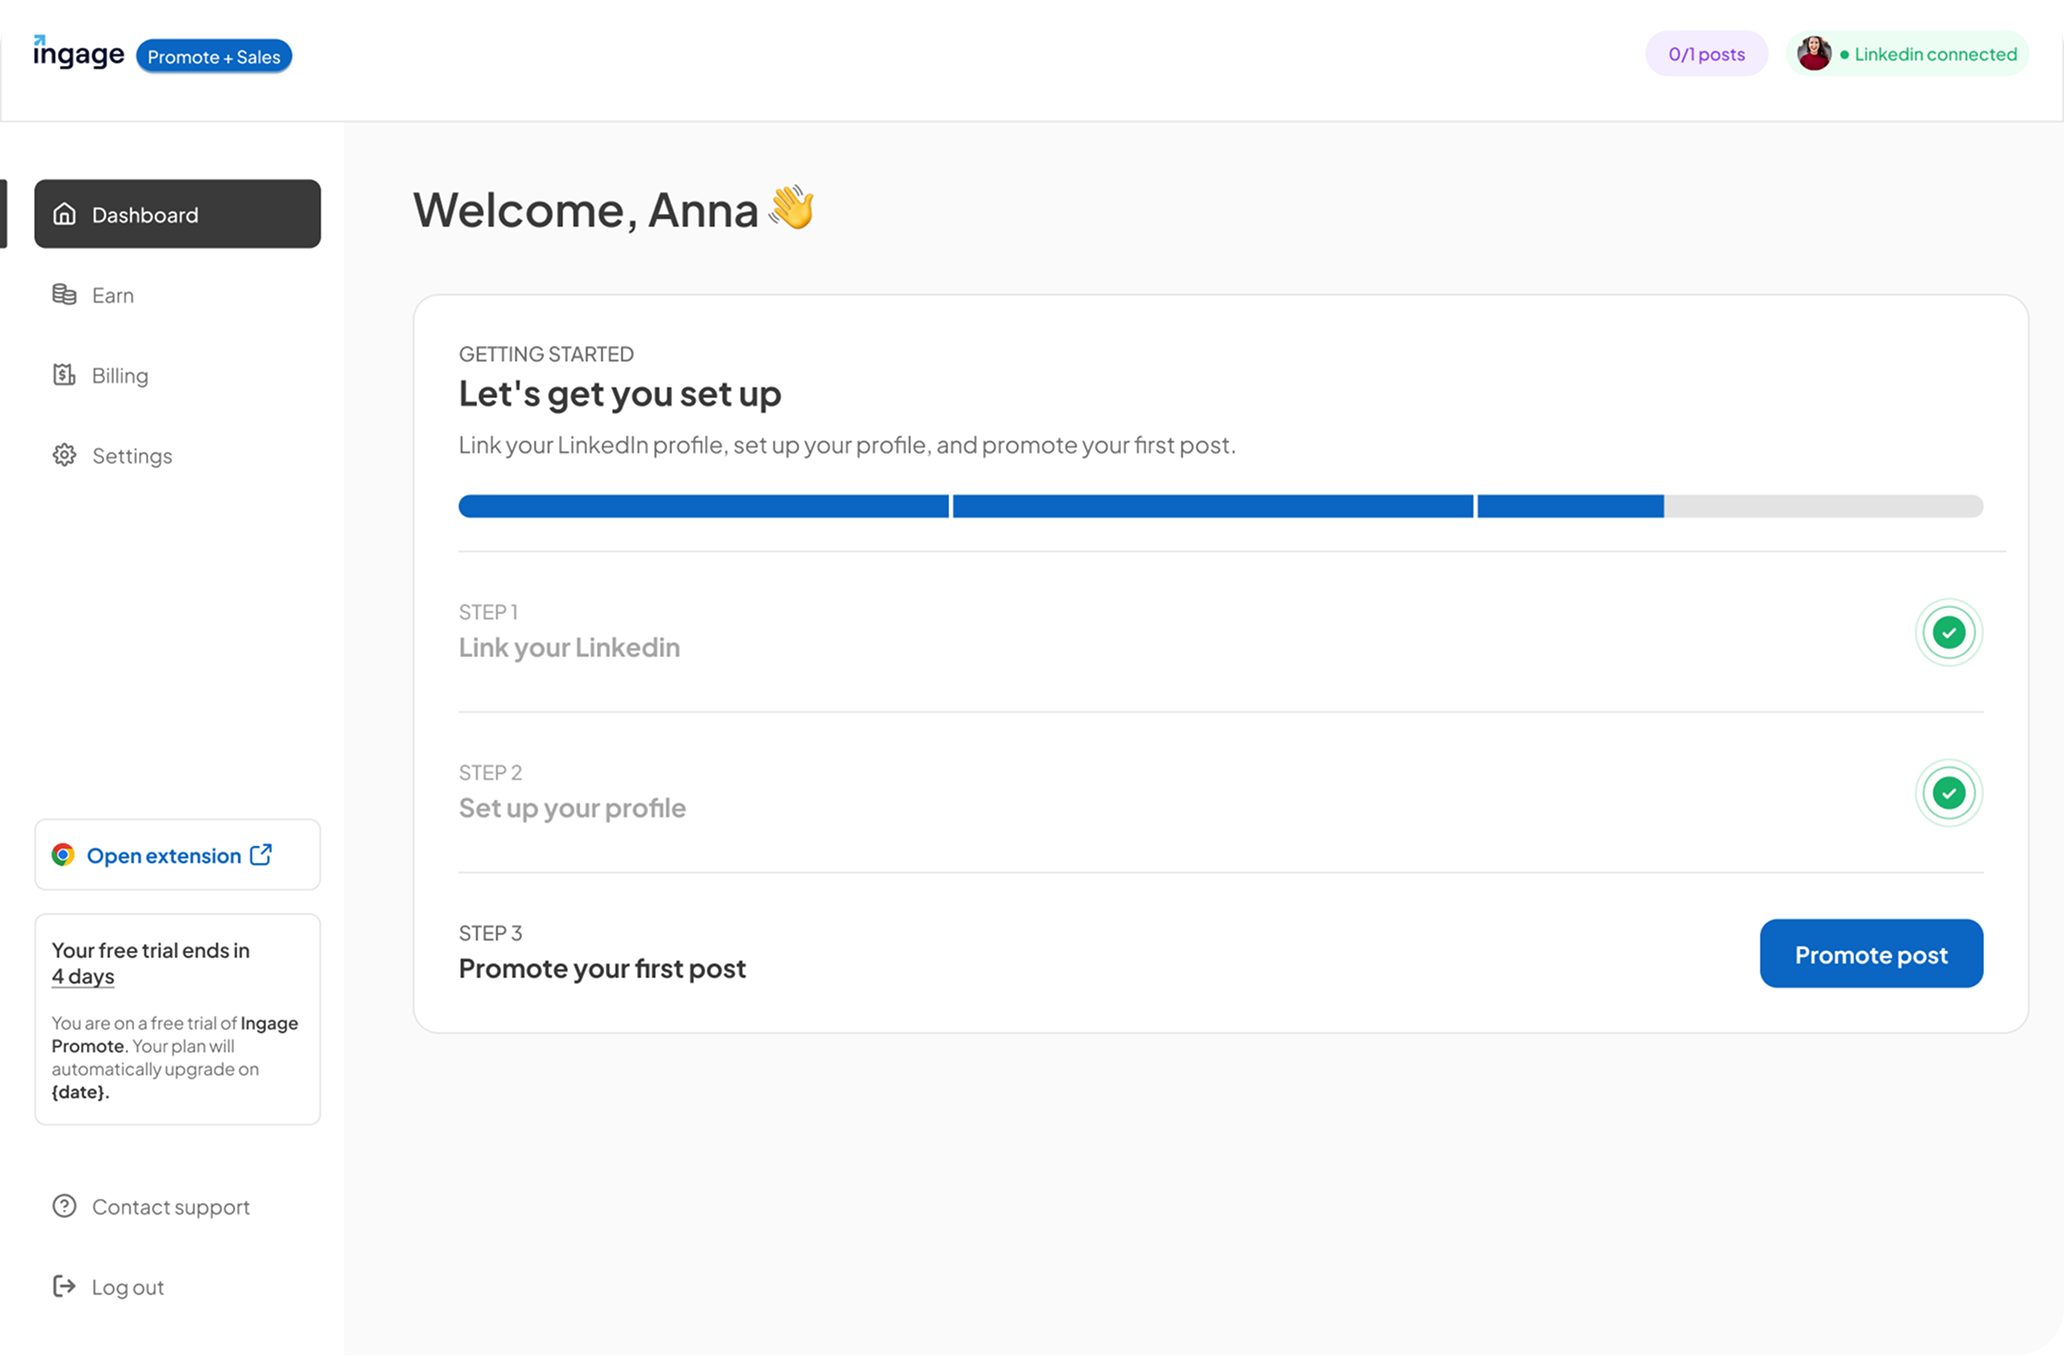 ingage
Promote + Sales
0/1 posts
Linkedin connected
Dashboard
Earn
Billing
Settings
Open extension
Your free trial ends in
4 days
You are on a free trial of Ingage
Promote. Your plan will
automatically upgrade on
{date}.
Contact support
Log out
Welcome, Anna 👋
GETTING STARTED
Let's get you set up
Link your LinkedIn profile, set up your profile, and promote your first post.
STEP 1
Link your Linkedin
STEP 2
Set up your profile
STEP 3
Promote your first post
Promote post